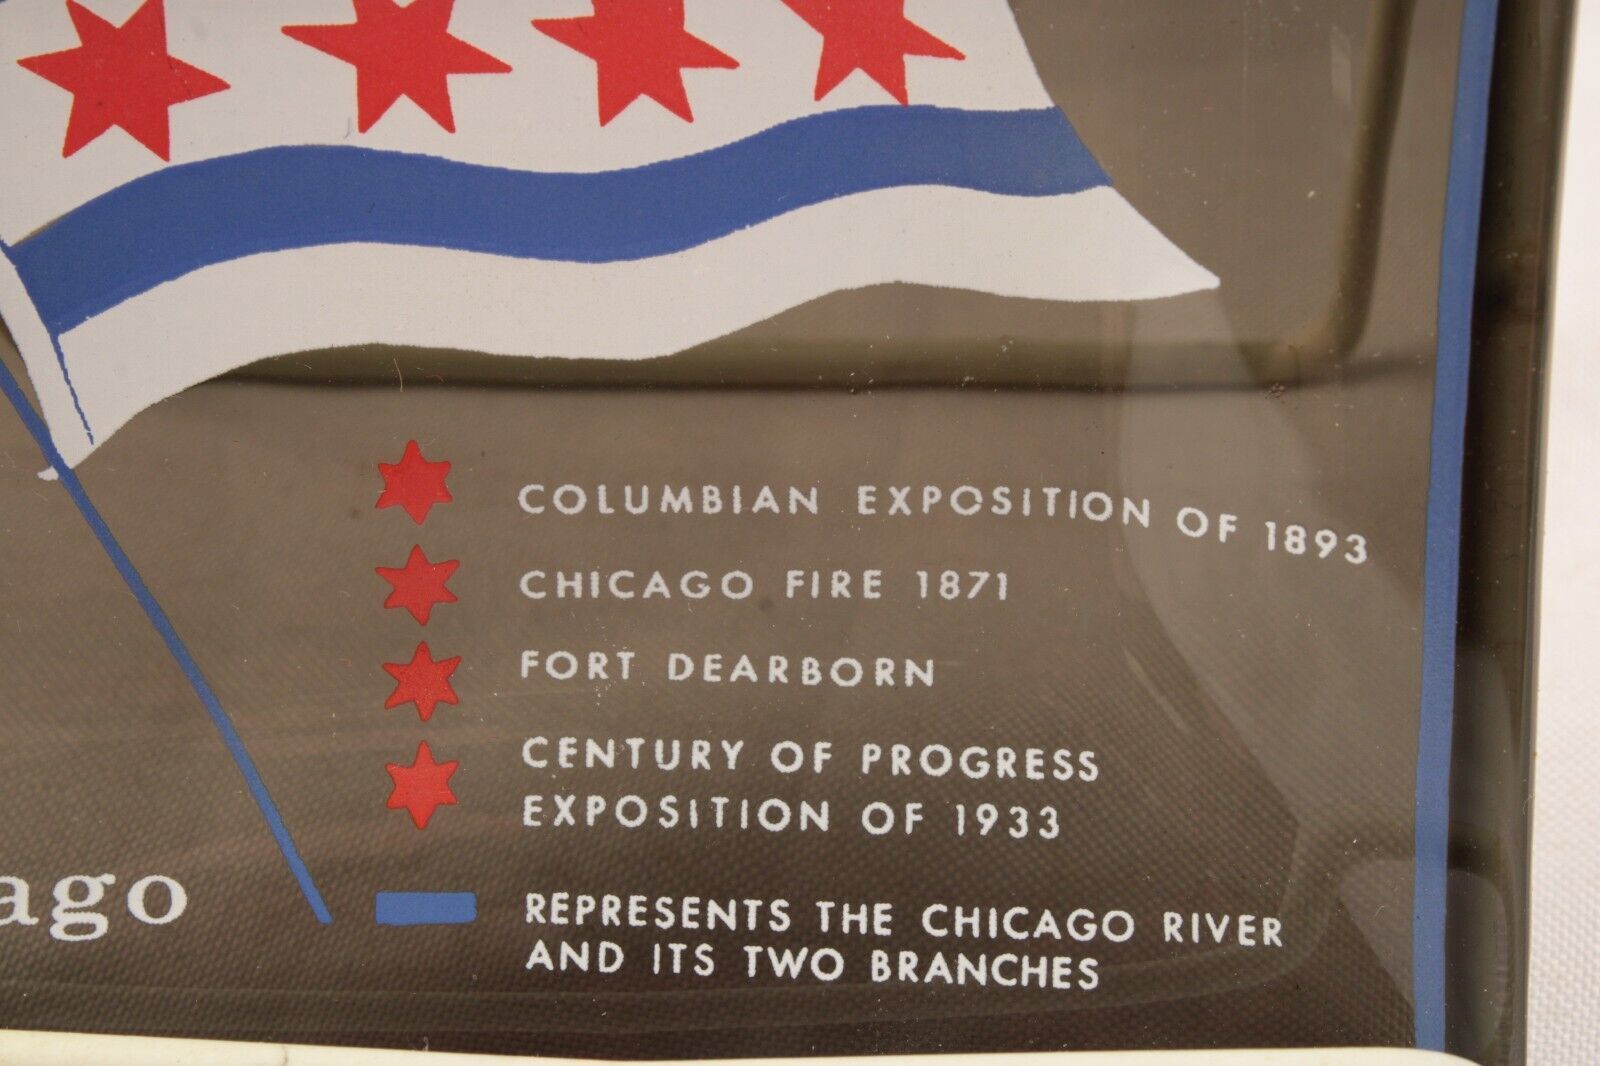 COLUMBIAN EXPOSITION OF 1893
CHICAGO FIRE 1871
FORT DEARBORN
CENTURY OF PROGRESS
EXPOSITION OF 1933
ago
REPRESENTS THE CHICAGO RIVER
AND ITS TWO BRANCHES